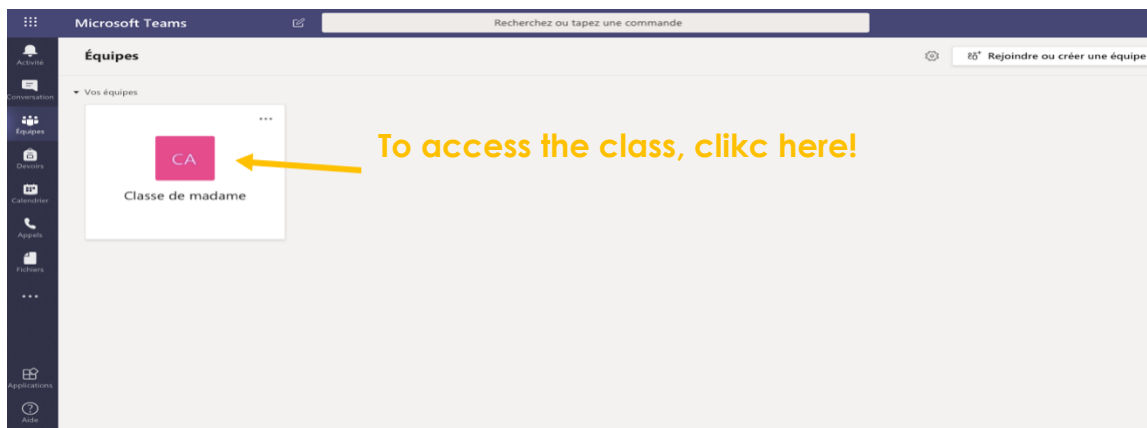 Microsoft Teams
Recherchez ou tapez une commande
Activité
Équipes
Rejoindre ou créer une équipe
Conversation
Vos équipes
Équipes
CA
To access the class, clikc here!
Devoirs
Classe de madame
Calendrier
Appels
Fichiers
Applications
Aide